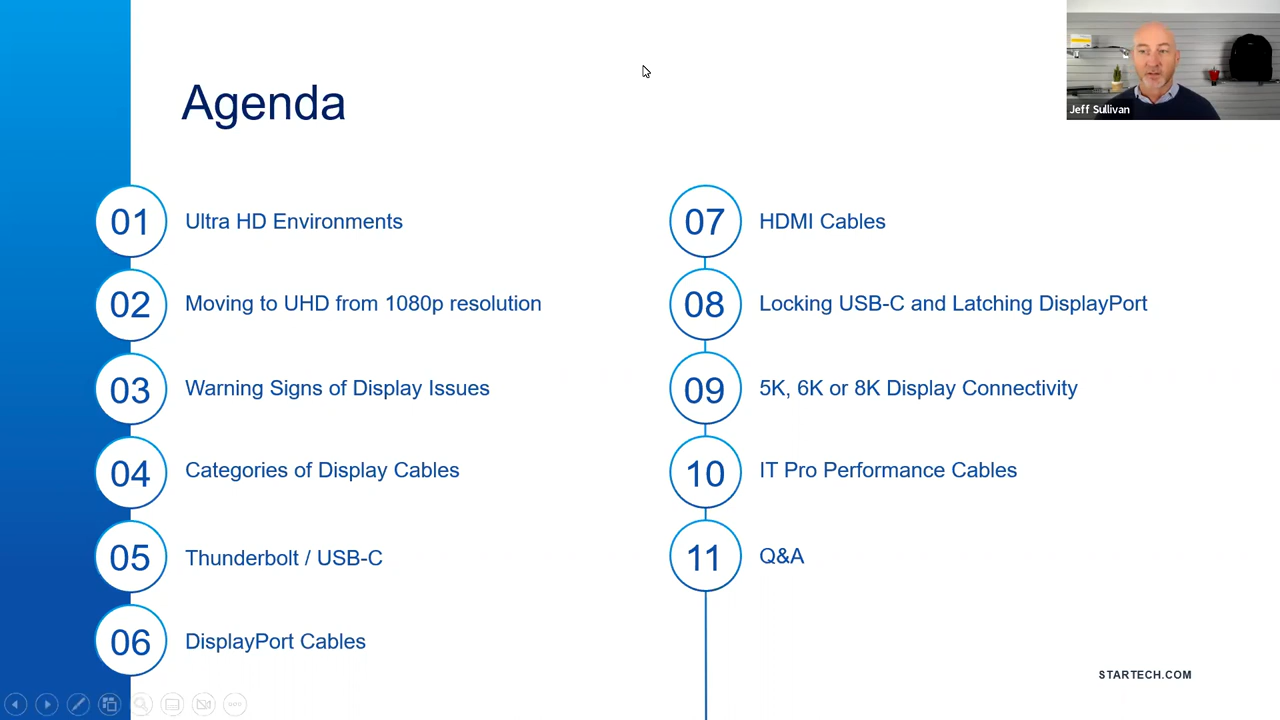 Agenda
Jeff Sullivan
01 Ultra HD Environments
02 Moving to UHD from 1080p resolution
03 Warning Signs of Display Issues
04 Categories of Display Cables
05 Thunderbolt / USB-C
06 DisplayPort Cables
07 HDMI Cables
08 Locking USB-C and Latching DisplayPort
09 5K, 6K or 8K Display Connectivity
10 IT Pro Performance Cables
11 Q&A
STARTECH.COM